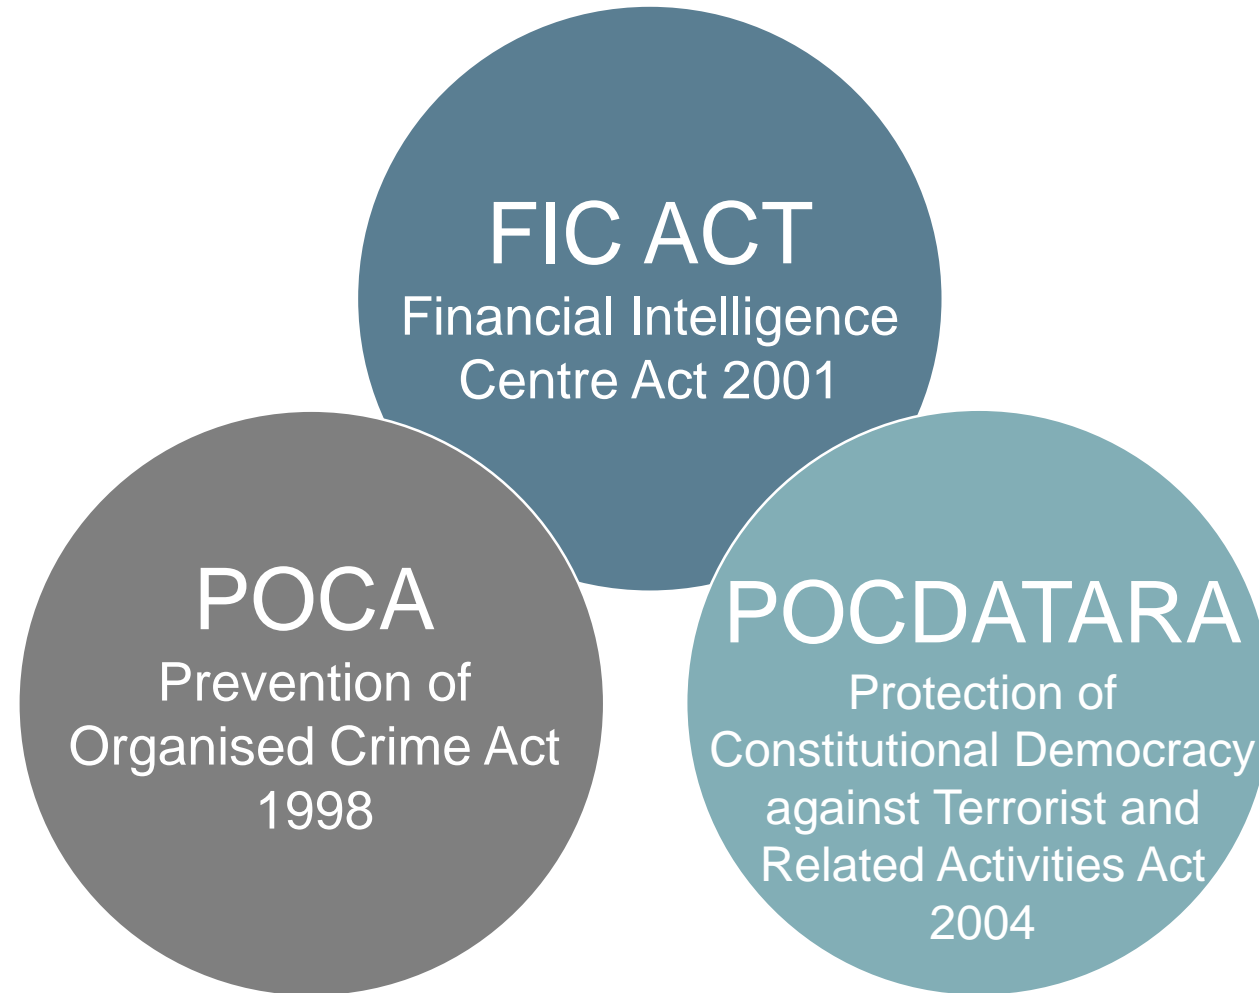 FIC ACT
Financial Intelligence
Centre Act 2001
POCA
Prevention of
Organised Crime Act
1998
POCDATARA
Protection of
Constitutional Democracy
against Terrorist and
Related Activities Act
2004